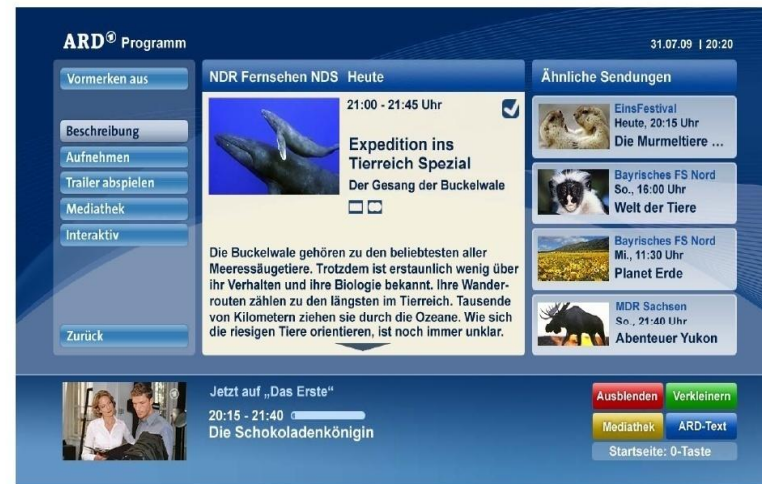 ARD Programm
31.07.09 | 20:20
Vormerken aus
Beschreibung
Aufnehmen
Trailer abspielen
Mediathek
Interaktiv
Zurück
NDR Fernsehen NDS Heute
21:00 - 21:45 Uhr
Expedition ins
Tierreich Spezial
Der Gesang der Buckelwale
Die Buckelwale gehören zu den beliebtesten aller
Meeressäugetiere. Trotzdem ist erstaunlich wenig über
ihr Verhalten und ihre Biologie bekannt. Ihre Wander-
routen zählen zu den längsten im Tierreich. Tausende
von Kilometern ziehen sie durch die Ozeane. Wie sich
die riesigen Tiere orientieren, ist noch immer unklar.
Ähnliche Sendungen
EinsFestival
Heute, 20:15 Uhr
Die Murmeltiere ...
Bayrisches FS Nord
So., 16:00 Uhr
Welt der Tiere
Bayrisches FS Nord
Mi., 11:30 Uhr
Planet Erde
MDR Sachsen
So., 21:40 Uhr
Abenteuer Yukon
Jetzt auf „Das Erste“
20:15 - 21:40
Die Schokoladenkönigin
Ausblenden
Verkleinern
Mediathek
ARD-Text
Startseite: 0-Taste